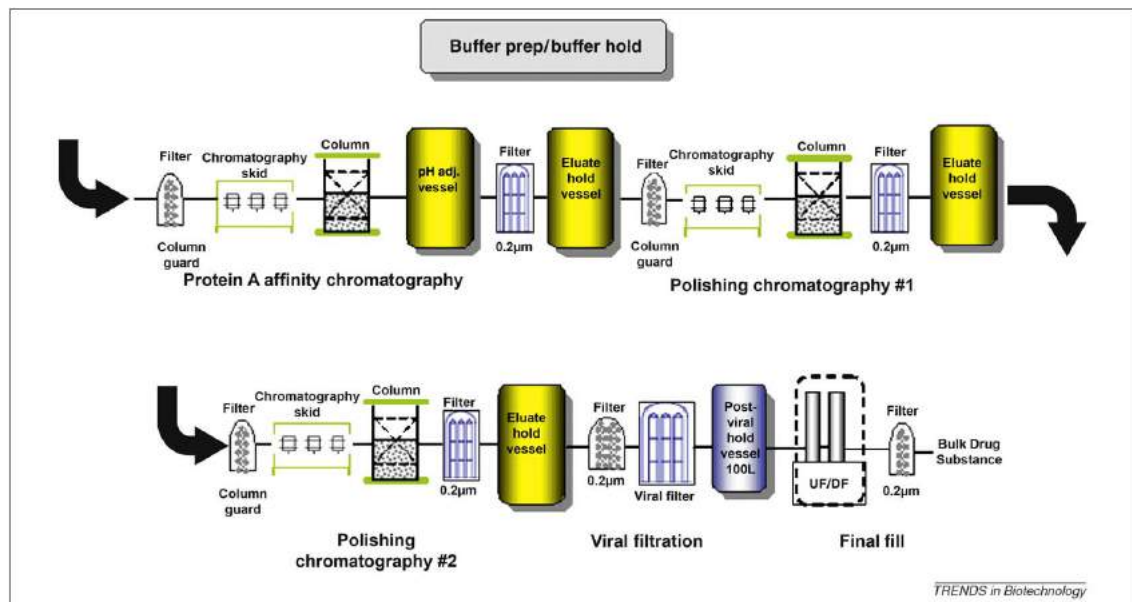 Buffer prep/buffer hold
Filter
Chromatography
skid
Column
pH adj.
vessel
Filter
Eluate
hold
vessel
Filter
Chromatography
skid
Column
Filter
Eluate
hold
vessel
Column
guard
0.2µm
Column
guard
0.2µm
Protein A affinity chromatography
Polishing chromatography #1
Filter
Chromatography
skid
Column
Filter
Eluate
hold
vessel
Filter
Post-
viral
hold
vessel
100L
Filter
Bulk Drug
Substance
Column
guard
0.2µm
0.2µm
Viral filter
UF/DF
0.2µm
Polishing
chromatography #2
Viral filtration
Final fill
TRENDS in Biotechnology